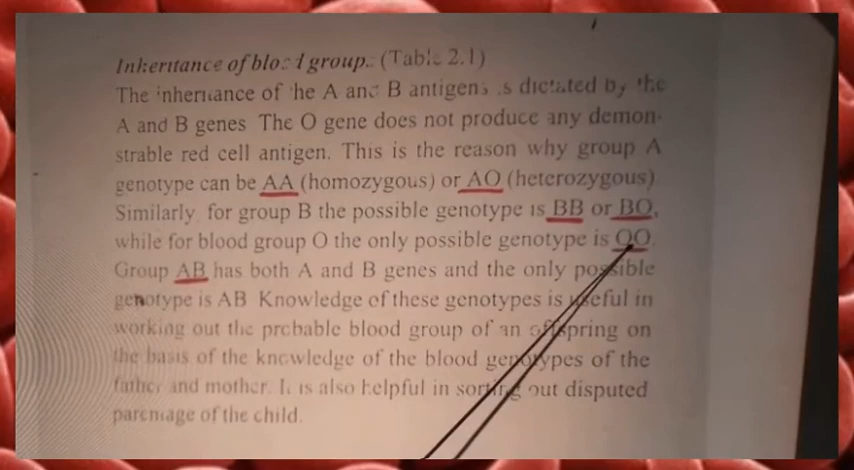 Inheritance of blood group. (Table 2.1)
The inheritance of the A and B antigens is dictated by the
A and B genes The O gene does not produce any demon-
strable red cell antigen. This is the reason why group A
genotype can be AA (homozygous) or AO (heterozygous)
Similarly, for group B the possible genotype is BB or BO,
while for blood group O the only possible genotype is OO.
Group AB has both A and B genes and the only possible
genotype is AB Knowledge of these genotypes is useful in
working out the probable blood group of an offspring on
the basis of the knowledge of the blood genotypes of the
father and mother. It is also helpful in sorting out disputed
parentage of the child.